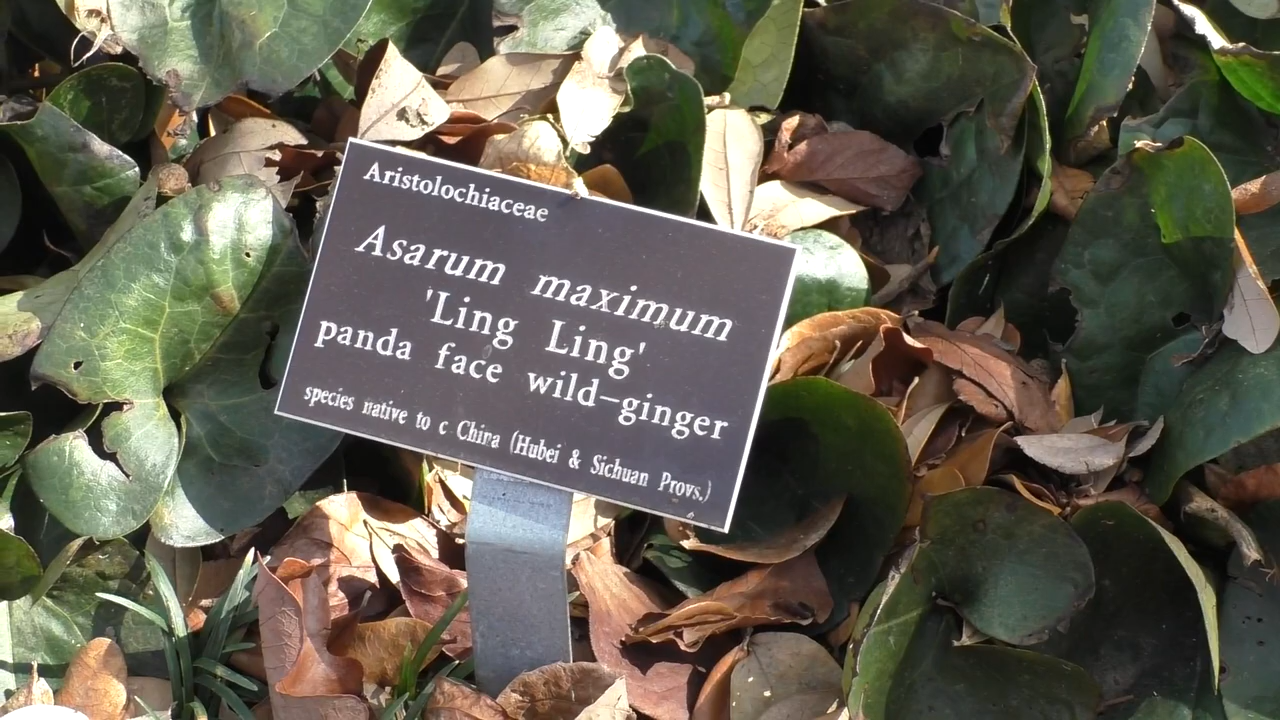 Aristolochiaceae
Asarum maximum
'Ling Ling'
panda face wild-ginger
species native to c China (Hubei & Sichuan Provs.)